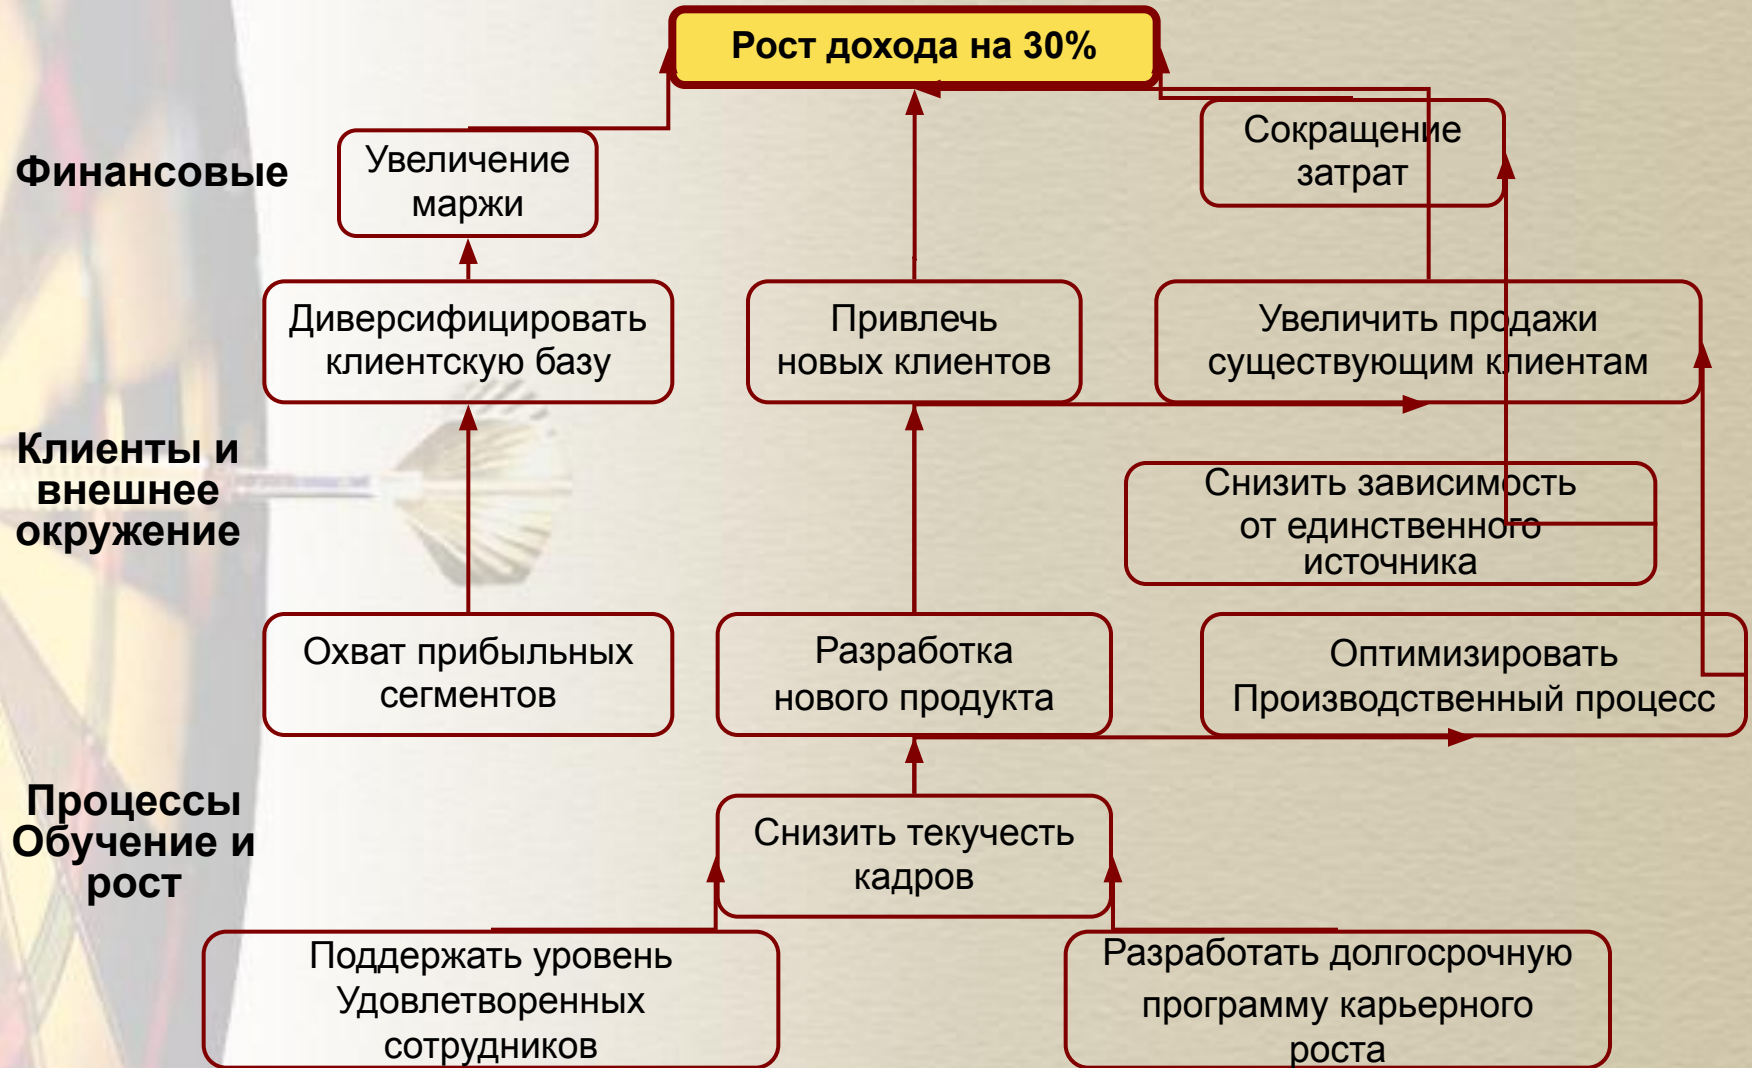 Рост дохода на 30%
Финансовые
Увеличение
маржи
Сокращение
затрат
Диверсифицировать
клиентскую базу
Привлечь
новых клиентов
Увеличить продажи
существующим клиентам
Клиенты и
внешнее
окружение
Снизить зависимость
от единственного
источника
Охват прибыльных
сегментов
Разработка
нового продукта
Оптимизировать
Производственный процесс
Процессы
Обучение и
рост
Снизить текучесть
кадров
Поддержать уровень
Удовлетворенных
сотрудников
Разработать долгосрочную
программу карьерного
роста